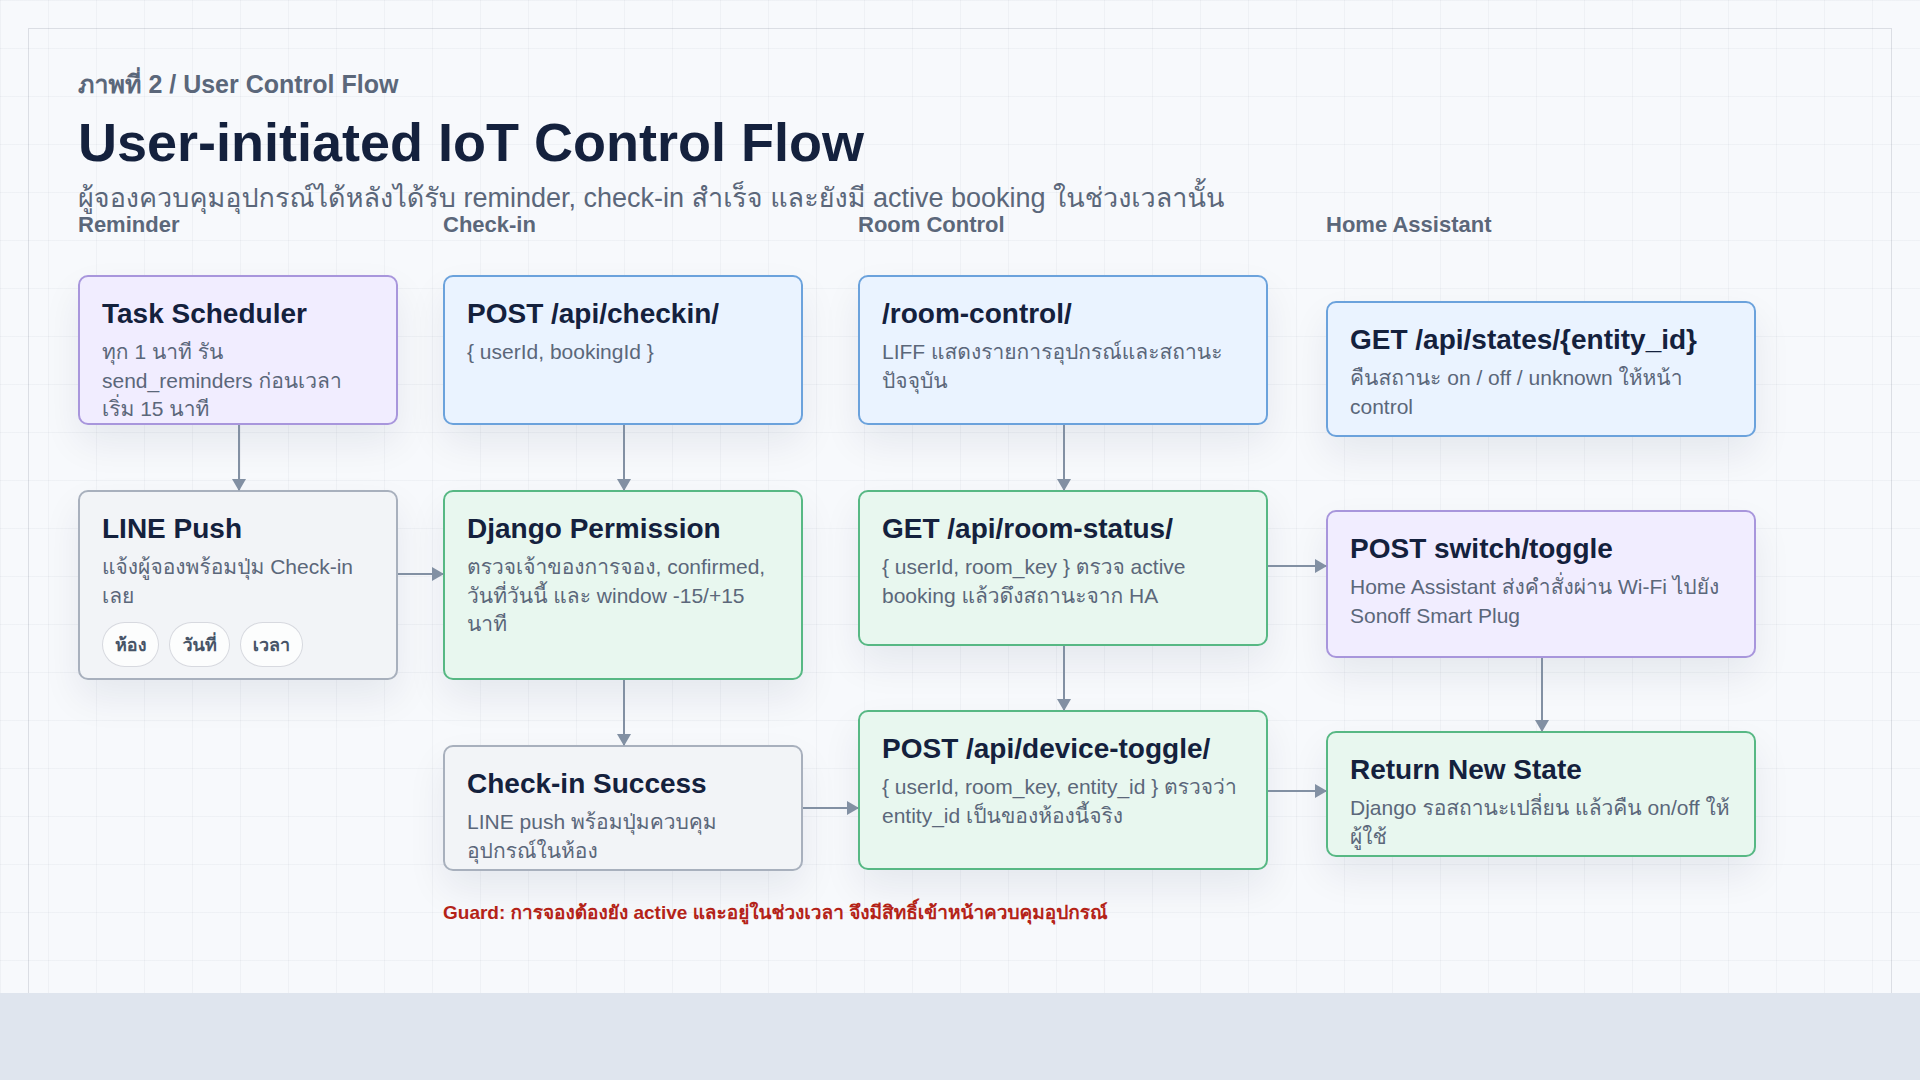 ภาพที่ 2 / User Control Flow
User-initiated IoT Control Flow
ผู้จองควบคุมอุปกรณ์ได้หลังได้รับ reminder, check-in สำเร็จ และยังมี active booking ในช่วงเวลานั้น
Reminder
Task Scheduler
ทุก 1 นาที รัน
send_reminders ก่อนเวลา
เริ่ม 15 นาที
LINE Push
แจ้งผู้จองพร้อมปุ่ม Check-in
เลย
ห้อง วันที่ เวลา
Check-in
POST /api/checkin/
{ userId, bookingId }
Django Permission
ตรวจเจ้าของการจอง, confirmed,
วันที่วันนี้ และ window -15/+15
นาที
Check-in Success
LINE push พร้อมปุ่มควบคุม
อุปกรณ์ในห้อง
Room Control
/room-control/
LIFF แสดงรายการอุปกรณ์และสถานะ
ปัจจุบัน
GET /api/room-status/
{ userId, room_key } ตรวจ active
booking แล้วดึงสถานะจาก HA
POST /api/device-toggle/
{ userId, room_key, entity_id } ตรวจว่า
entity_id เป็นของห้องนี้จริง
Home Assistant
GET /api/states/{entity_id}
คืนสถานะ on / off / unknown ให้หน้า
control
POST switch/toggle
Home Assistant ส่งคำสั่งผ่าน Wi-Fi ไปยัง
Sonoff Smart Plug
Return New State
Django รอสถานะเปลี่ยน แล้วคืน on/off ให้
ผู้ใช้
Guard: การจองต้องยัง active และอยู่ในช่วงเวลา จึงมีสิทธิ์เข้าหน้าควบคุมอุปกรณ์